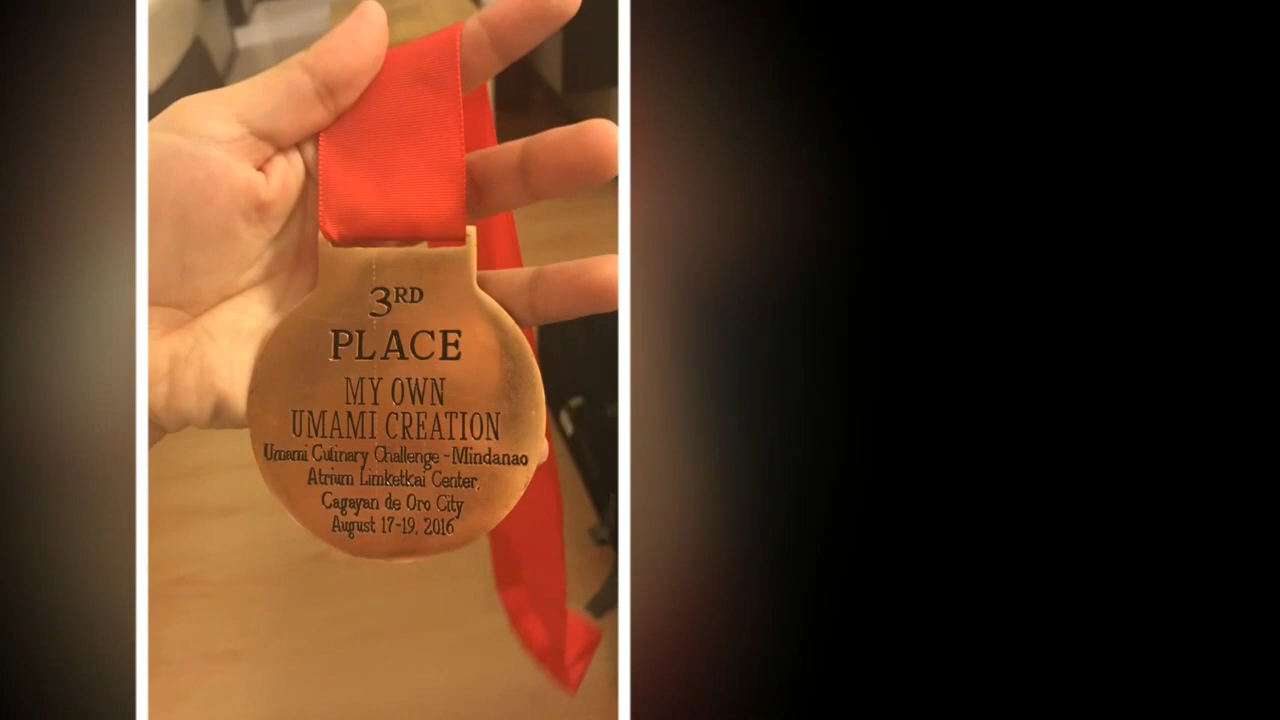 3RD
PLACE
MY OWN
UMAMI CREATION
Umami Culinary Challenge - Mindanao
Atrium Limketkai Center,
Cagayan de Oro City
August 17-19, 2016